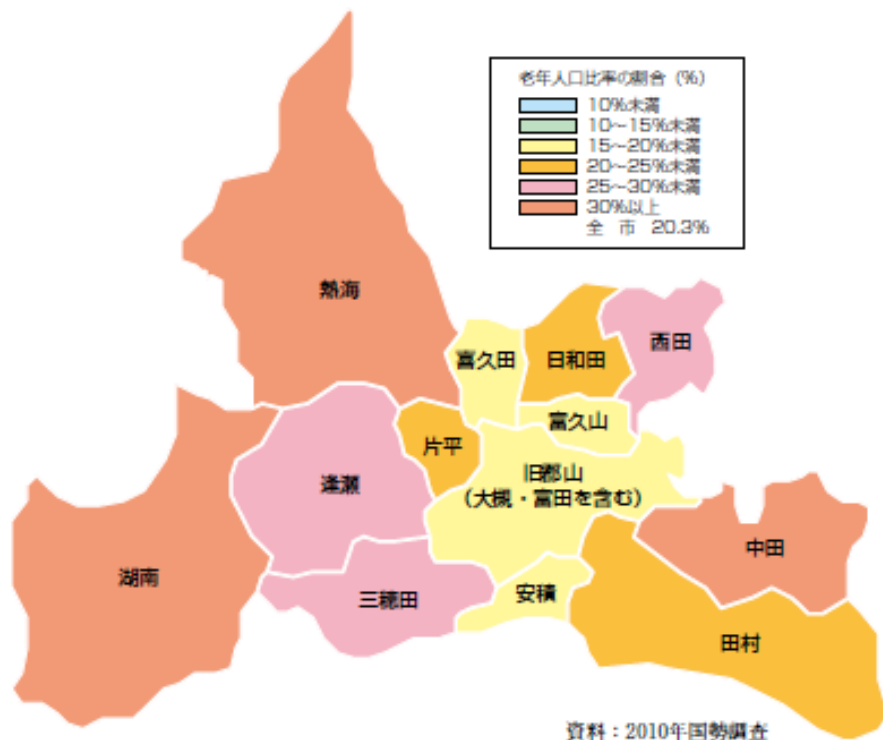 老年人口比率の割合 (%)
10%未満
10～15%未満
15～20%未満
20～25%未満
25～30%未満
30%以上
全 市 20.3%
熱海
喜久田
日和田
西田
富久山
片平
逢瀬
旧郡山
（大槻・富田を含む）
中田
湖南
三穂田
安積
田村
資料：2010年国勢調査